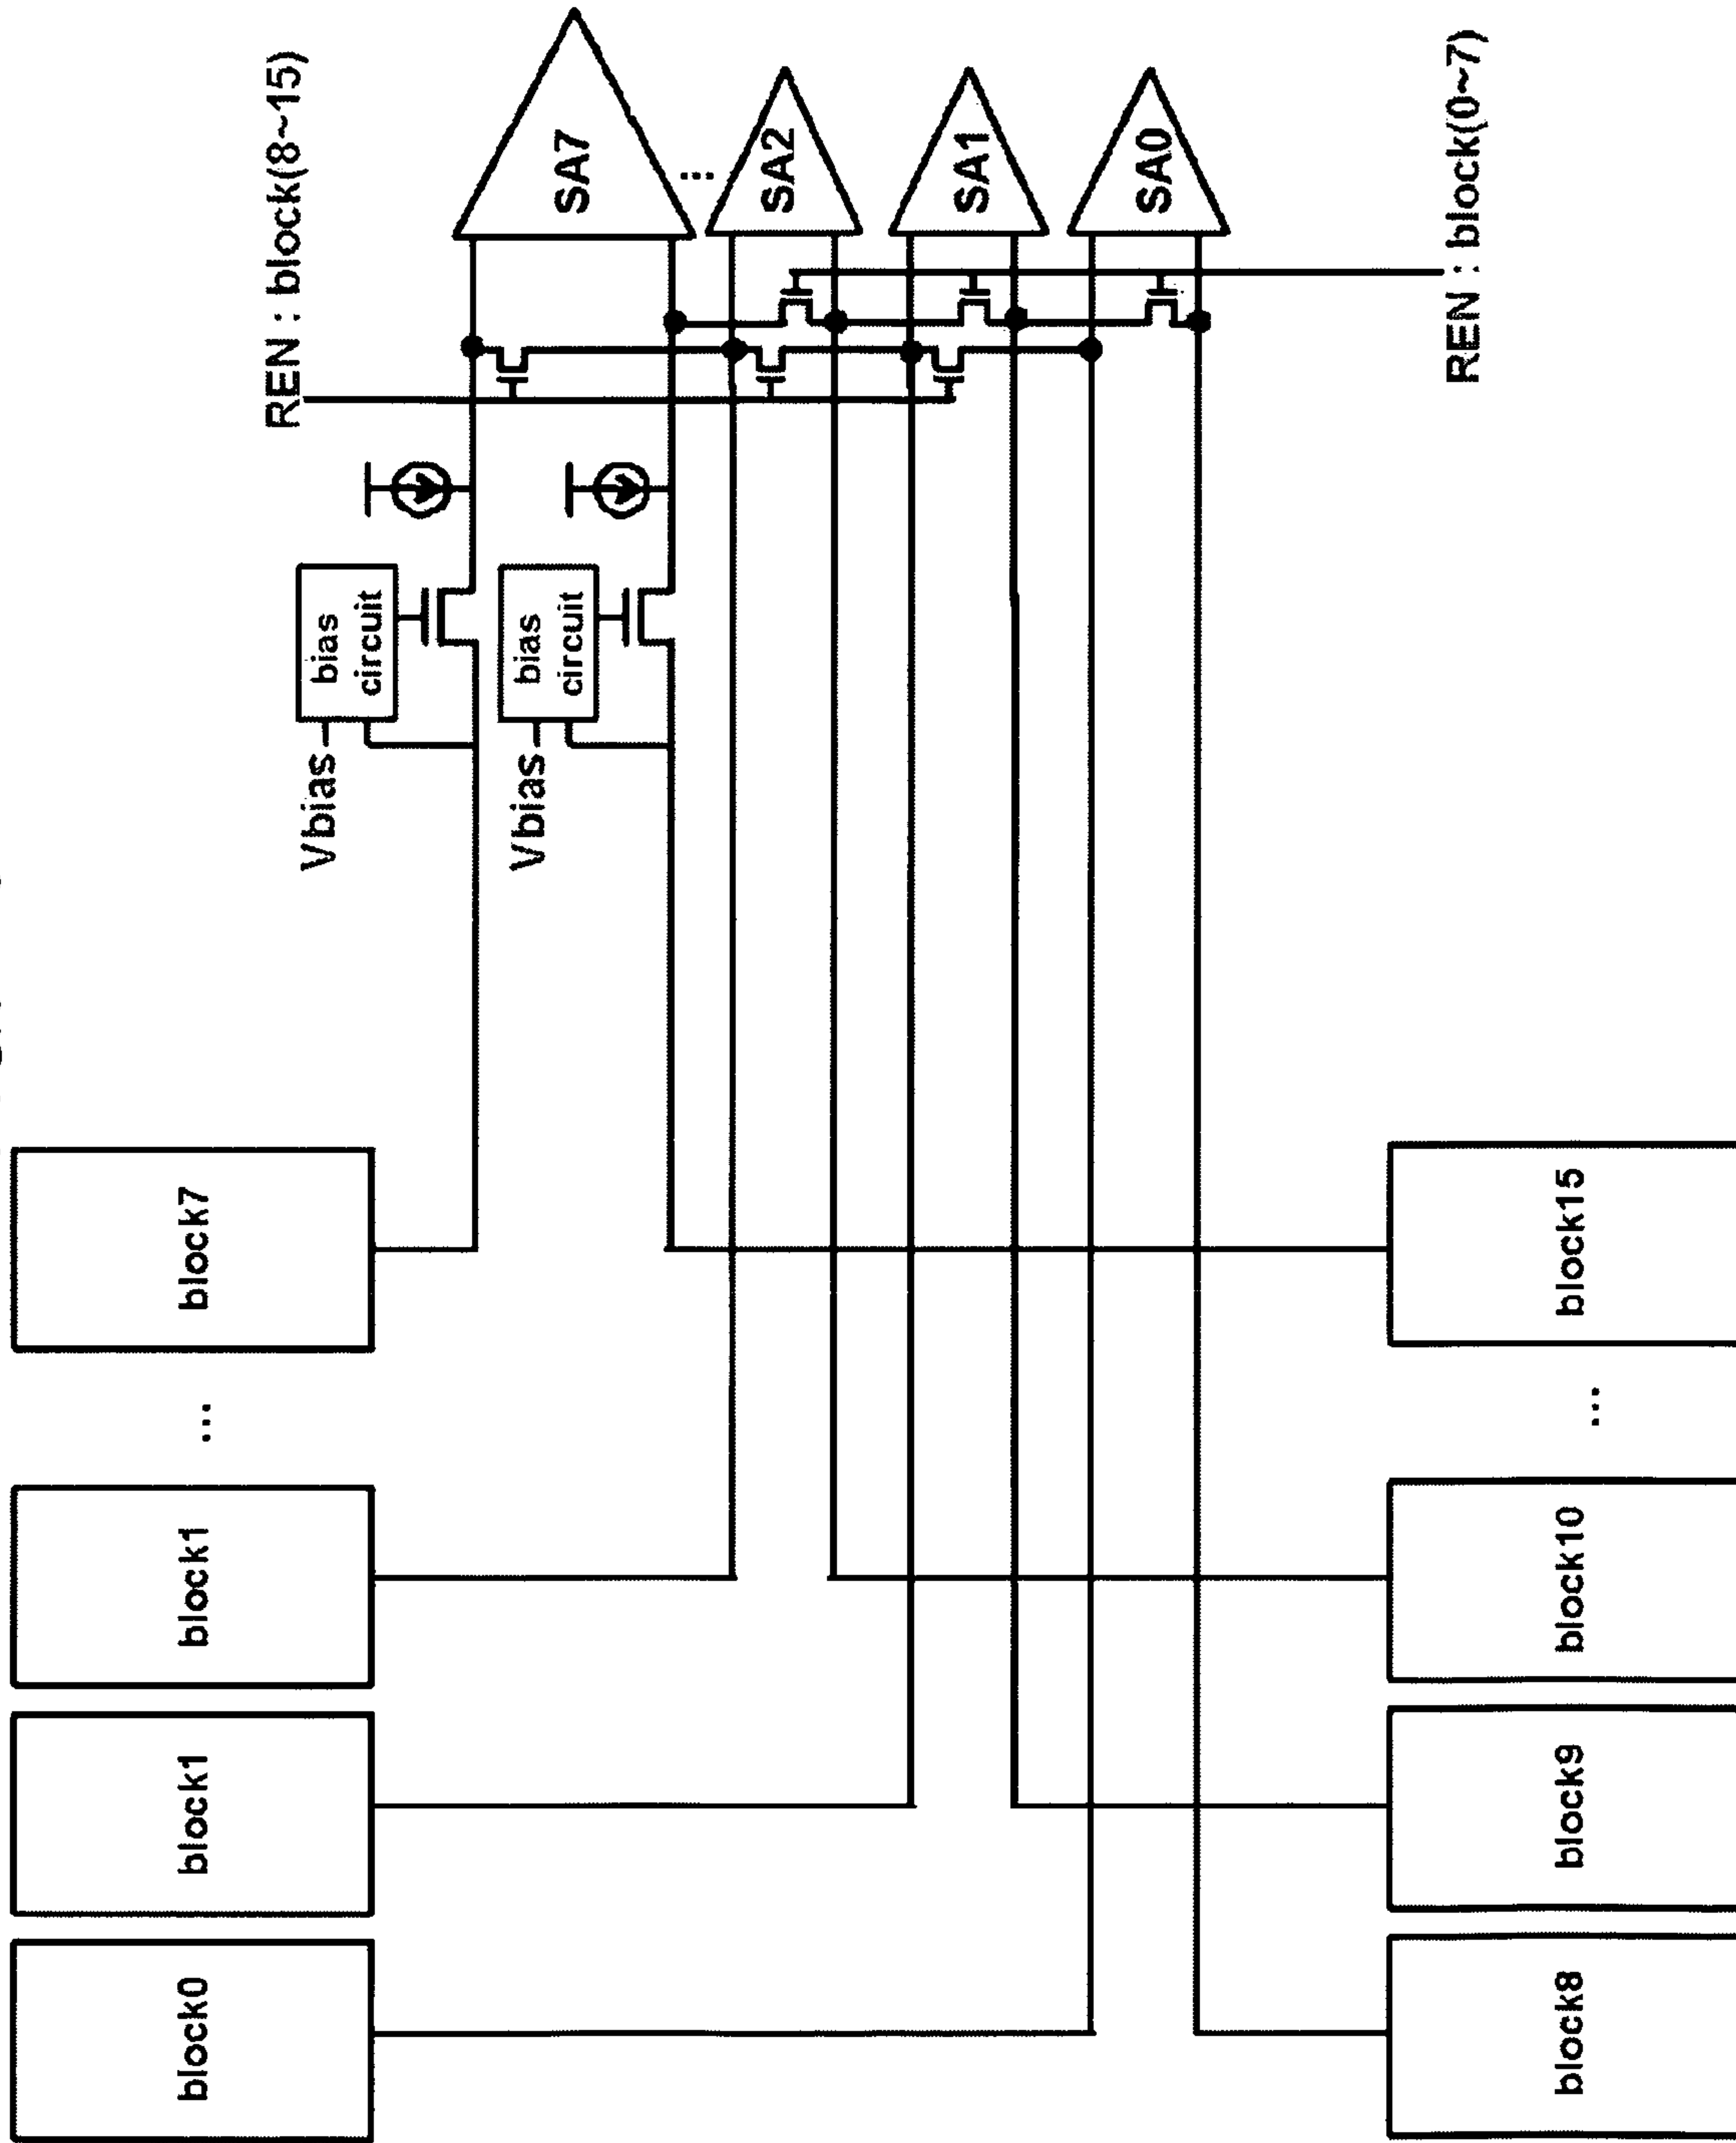 block0
block1
block1
...
block7
REN : block(8~15)
Vbias
bias
circuit
Vbias
bias
circuit
SA7
...
SA2
SA1
SA0
REN : block(0~7)
block8
block9
block10
...
block15